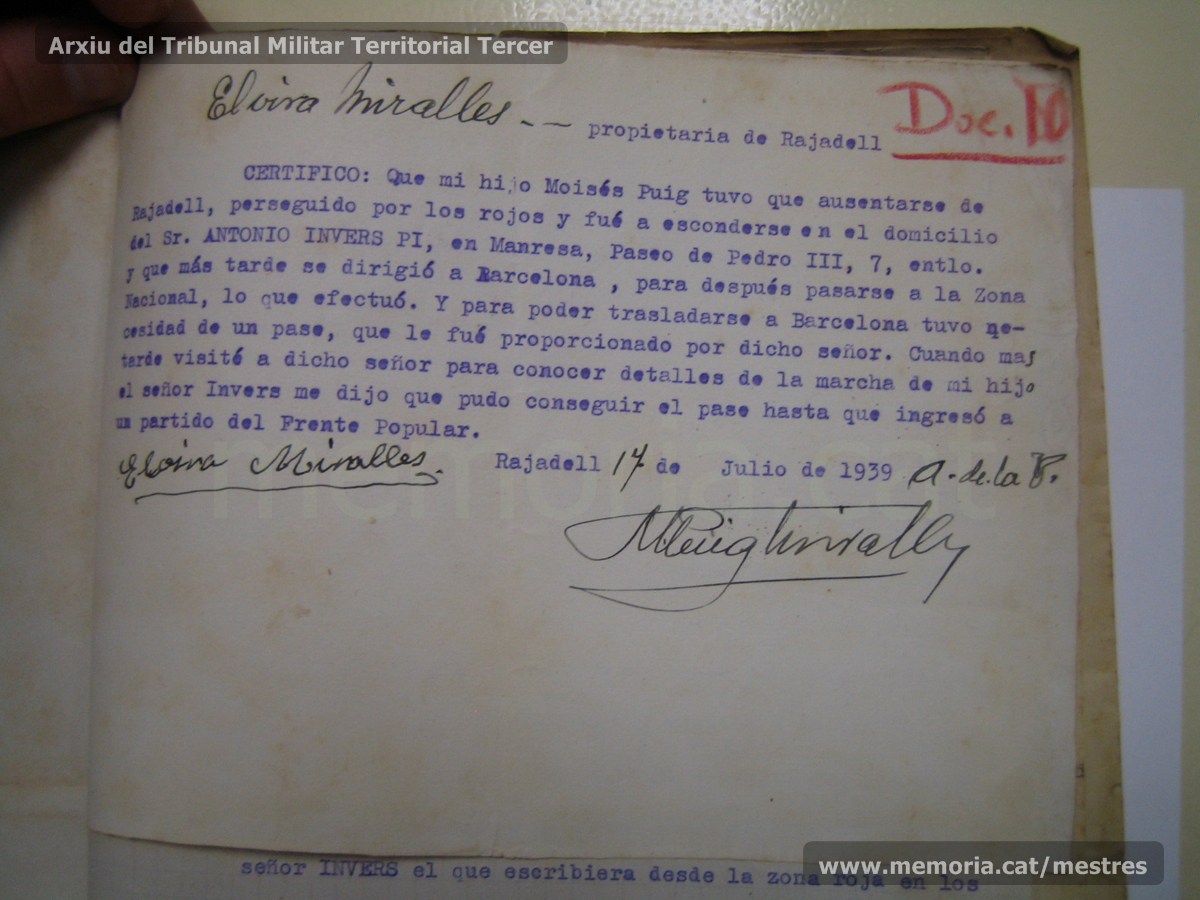 Arxiu del Tribunal Militar Territorial Tercer
Elvira Miralles -- propietaria de Rajadell
Doc. 10
CERTIFICO: Que mi hijo Moisés Puig tuvo que ausentarse de
Rajadell, perseguido por los rojos y fué a esconderse en el domicilio
del Sr. ANTONIO INVERS PI, en Manresa, Paseo de Pedro III, 7, entlo.
y que más tarde se dirigió a Barcelona , para después pasarse a la Zona
Nacional, lo que efectuó. Y para poder trasladarse a Barcelona tuvo ne-
cesidad de un pase, que le fué proporcionado por dicho señor. Cuando mas
tarde visité a dicho señor para conocer detalles de la marcha de mi hijo
el señor Invers me dijo que pudo conseguir el pase hasta que ingresó a
un partido del Frente Popular.
Elvira Miralles. Rajadell 17 de Julio de 1939 A. de la V.
MPuigMiralles
memoria.cat
señor INVERS el que escribiera desde la zona roja en los
www.memoria.cat/mestres